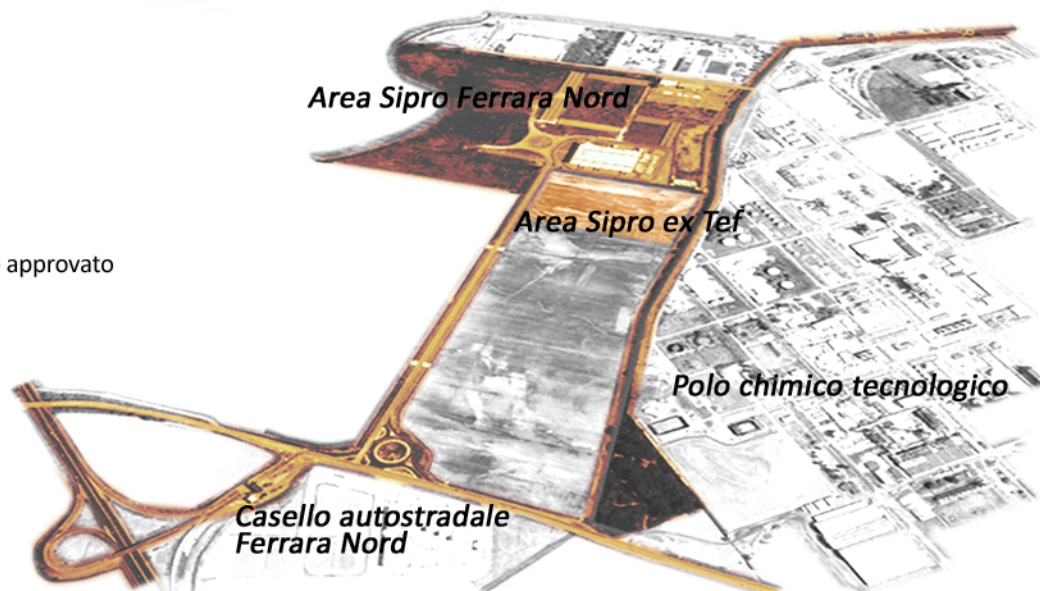 Area Sipro Ferrara Nord
Area Sipro ex Tef
approvato
Polo chimico tecnologico
Casello autostradale
Ferrara Nord